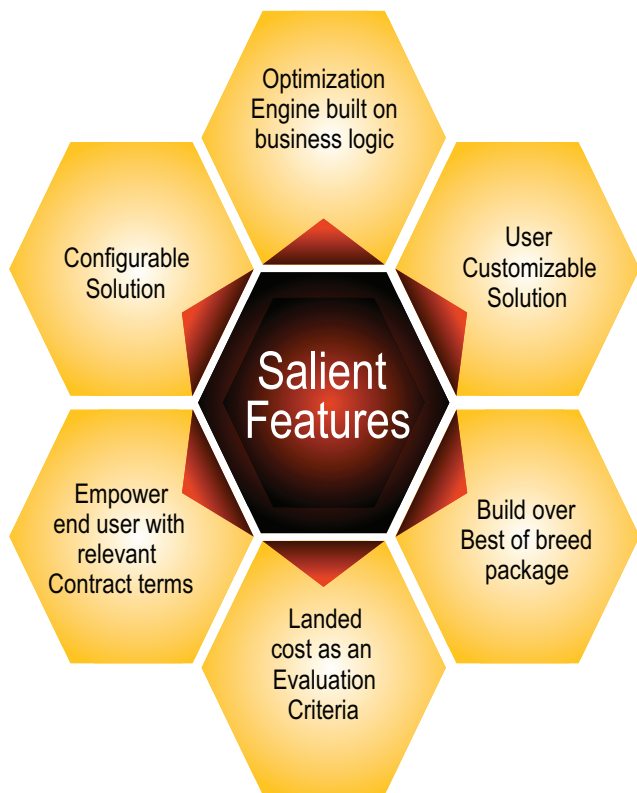 Optimization
Engine built on
business logic
User
Customizable
Solution
Build over
Best of breed
package
Landed
cost as an
Evaluation
Criteria
Empower
end user with
relevant
Contract terms
Configurable
Solution
Salient
Features